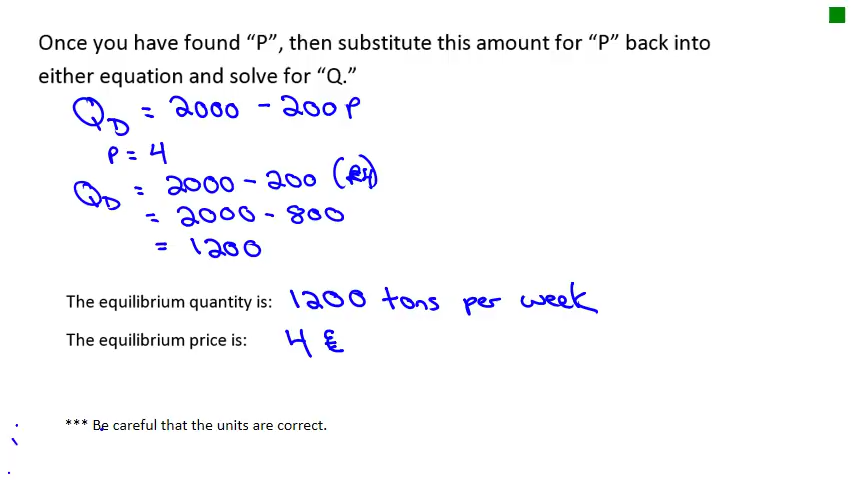 Once you have found “P”, then substitute this amount for “P” back into
either equation and solve for “Q.”
QD = 2000 - 200P
P = 4
QD = 2000 - 200 (4)
= 2000 - 800
= 1200
The equilibrium quantity is: 1200 tons per week
The equilibrium price is: 4 £
*** Be careful that the units are correct.